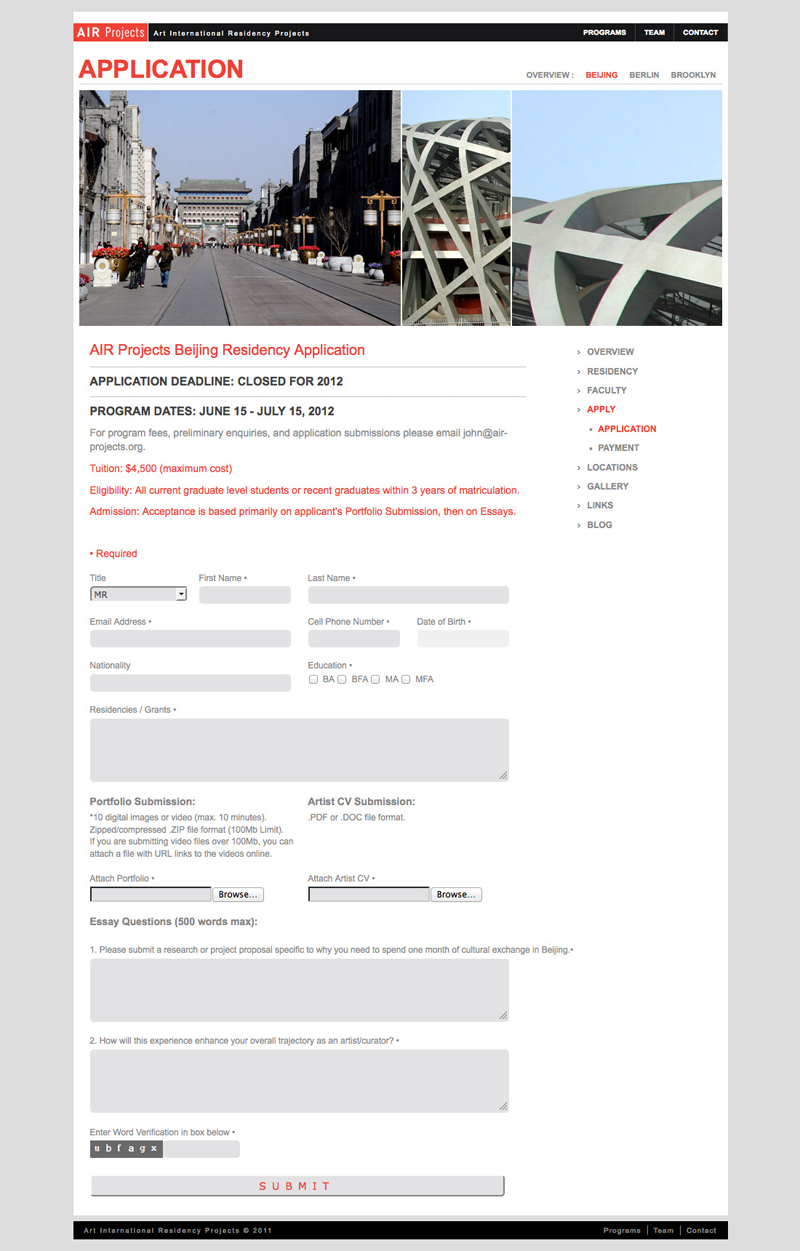 AIR Projects Art International Residency Projects PROGRAMS TEAM CONTACT
APPLICATION
OVERVIEW : BEIJING BERLIN BROOKLYN
AIR Projects Beijing Residency Application
APPLICATION DEADLINE: CLOSED FOR 2012
PROGRAM DATES: JUNE 15 - JULY 15, 2012
For program fees, preliminary enquiries, and application submissions please email john@air-
projects.org.
Tuition: $4,500 (maximum cost)
Eligibility: All current graduate level students or recent graduates within 3 years of matriculation.
Admission: Acceptance is based primarily on applicant's Portfolio Submission, then on Essays.
› OVERVIEW
› RESIDENCY
› FACULTY
› APPLY
• APPLICATION
• PAYMENT
› LOCATIONS
› GALLERY
› LINKS
› BLOG
• Required
Title First Name • Last Name •
MR
Email Address • Cell Phone Number • Date of Birth •
Nationality Education •
BA BFA MA MFA
Residencies / Grants •
Portfolio Submission:
*10 digital images or video (max. 10 minutes).
Zipped/compressed .ZIP file format (100Mb Limit).
If you are submitting video files over 100Mb, you can
attach a file with URL links to the videos online.
Artist CV Submission:
.PDF or .DOC file format.
Attach Portfolio • Attach Artist CV •
Browse... Browse...
Essay Questions (500 words max):
1. Please submit a research or project proposal specific to why you need to spend one month of cultural exchange in Beijing.•
2. How will this experience enhance your overall trajectory as an artist/curator? •
Enter Word Verification in box below •
u b f a g x
SUBMIT
Art International Residency Projects © 2011 Programs | Team | Contact